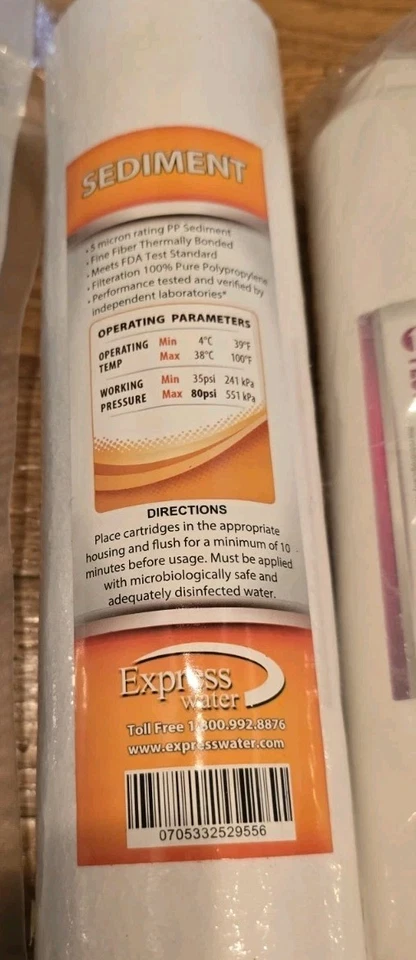 SEDIMENT
• 5 micron rating PP Sediment
• Fine Fiber Thermally Bonded
• Meets FDA Test Standard
• Filteration 100% Pure Polypropylene
• Performance tested and verified by
independent laboratories*
OPERATING PARAMETERS
OPERATING TEMP Min 4°C 39°F
Max 38°C 100°F
WORKING PRESSURE Min 35psi 241 kPa
Max 80psi 551 kPa
DIRECTIONS
Place cartridges in the appropriate
housing and flush for a minimum of 10
minutes before usage. Must be applied
with microbiologically safe and
adequately disinfected water.
Express
water
Toll Free 1.800.992.8876
www.expresswater.com
0705332529556